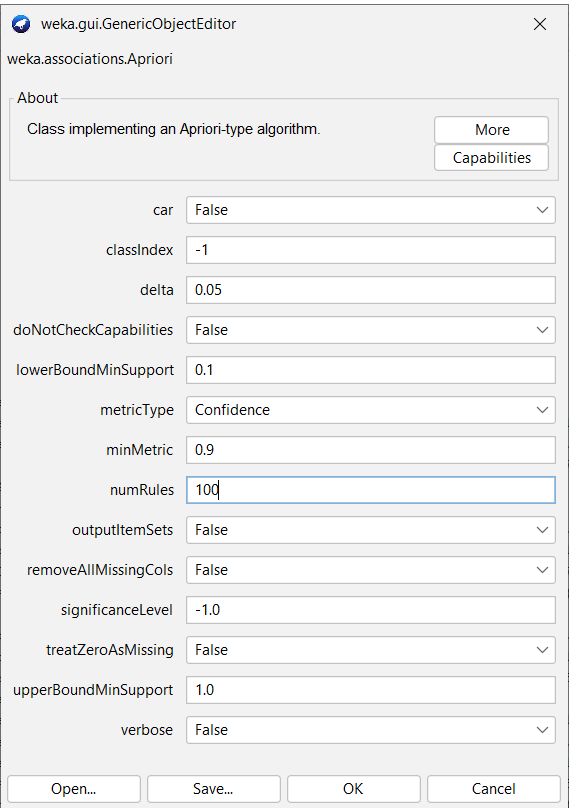 weka.gui.GenericObjectEditor
weka.associations.Apriori
About
Class implementing an Apriori-type algorithm.
More
Capabilities
car False
classIndex -1
delta 0.05
doNotCheckCapabilities False
lowerBoundMinSupport 0.1
metricType Confidence
minMetric 0.9
numRules 100
outputItemSets False
removeAllMissingCols False
significanceLevel -1.0
treatZeroAsMissing False
upperBoundMinSupport 1.0
verbose False
Open... Save... OK Cancel